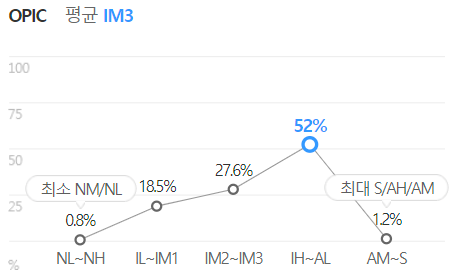 OPIC 평균 IM3
100
75
50
52%
최소 NM/NL
18.5%
27.6%
최대 S/AH/AM
25
0.8%
1.2%
%
NL~NH IL~IM1 IM2~IM3 IH~AL AM~S